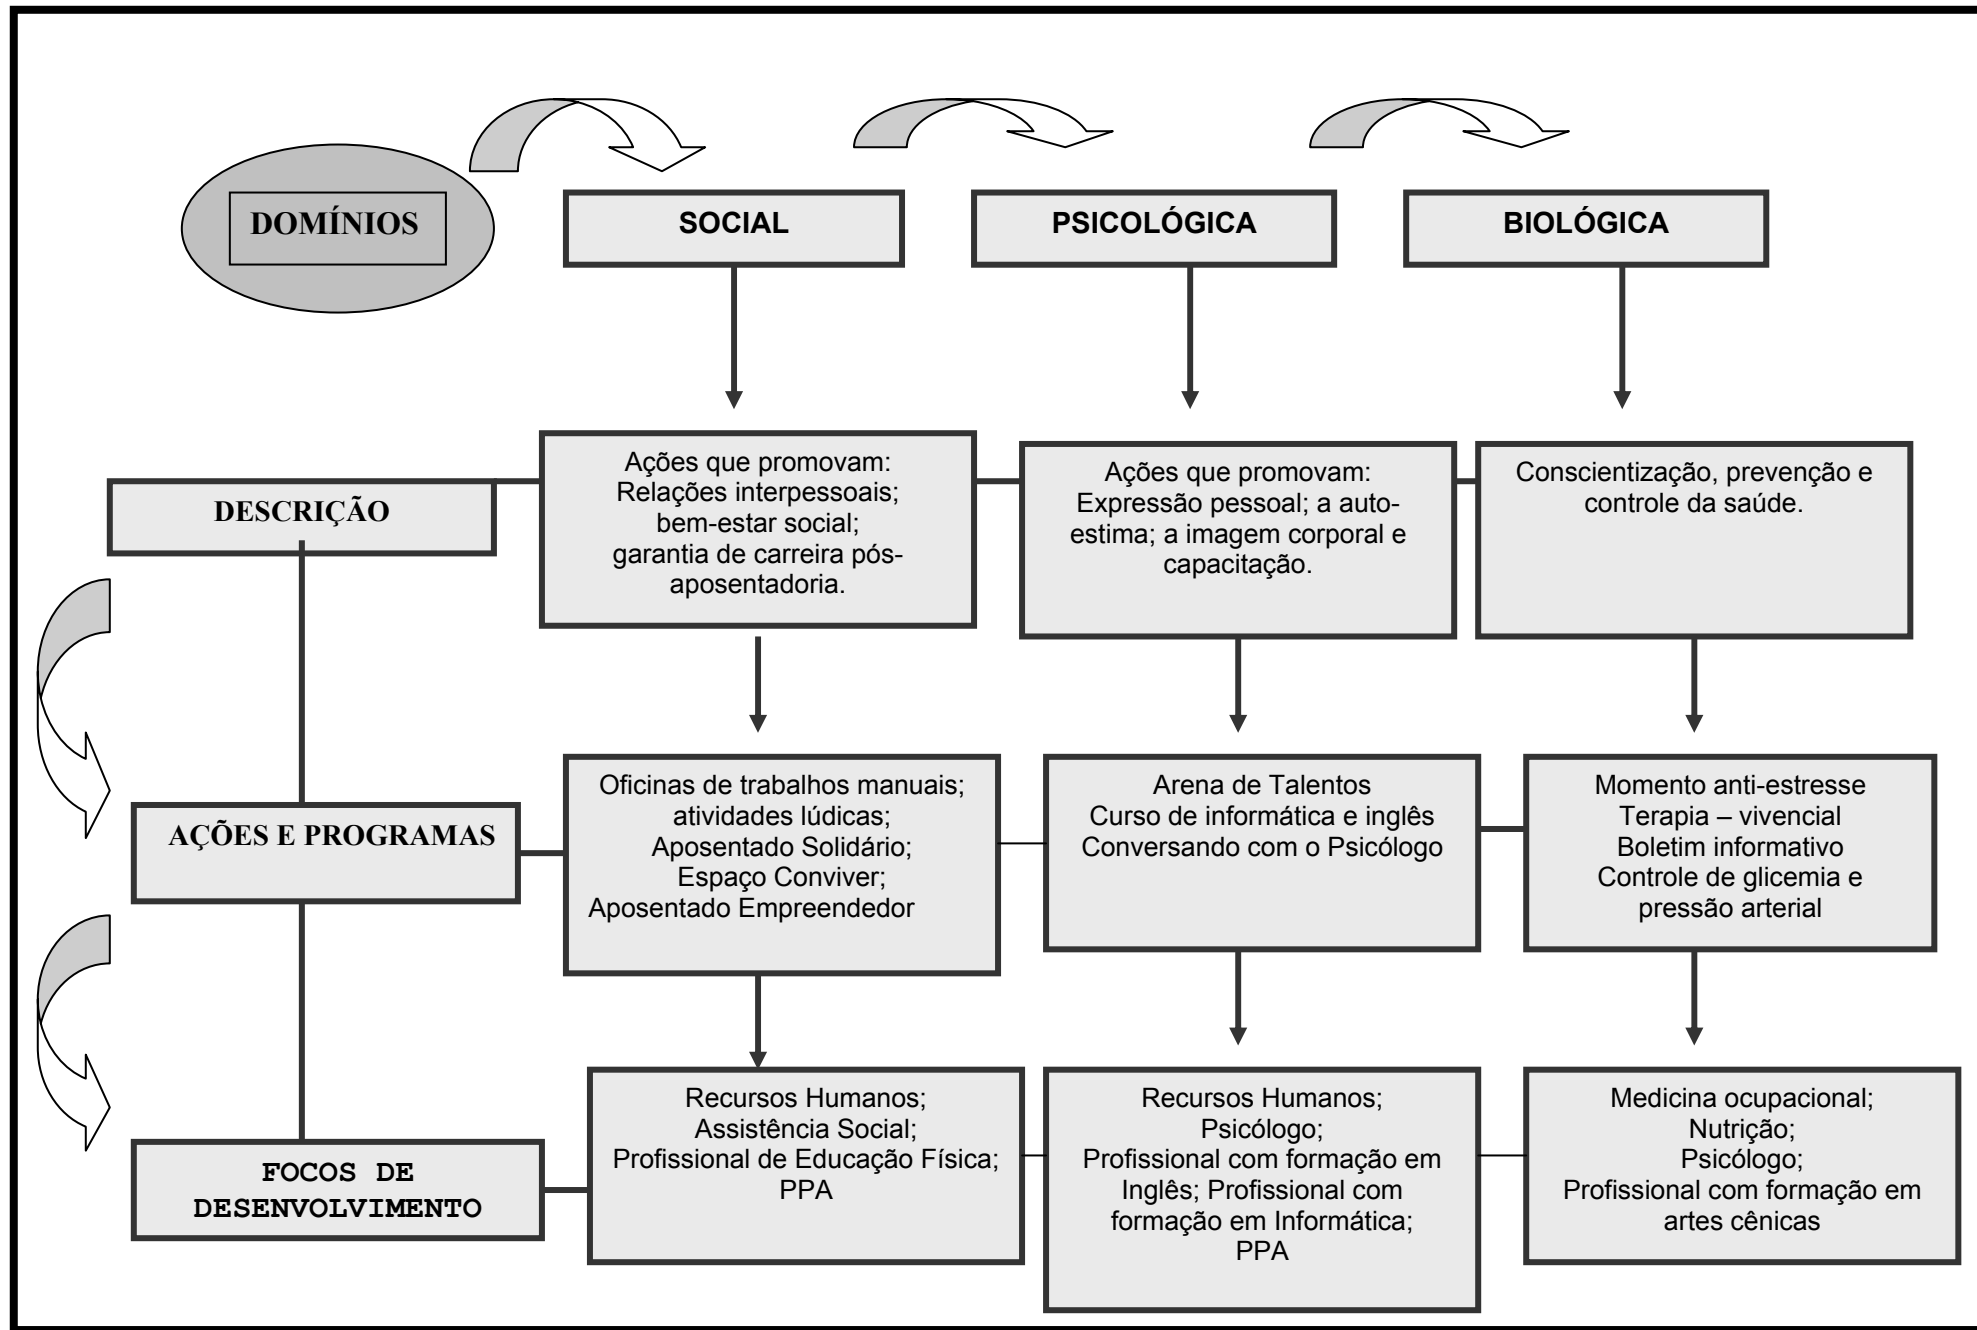 DOMÍNIOS
SOCIAL
PSICOLÓGICA
BIOLÓGICA
DESCRIÇÃO
Ações que promovam:
Relações interpessoais;
bem-estar social;
garantia de carreira pós-
aposentadoria.
Ações que promovam:
Expressão pessoal; a auto-
estima; a imagem corporal e
capacitação.
Conscientização, prevenção e
controle da saúde.
AÇÕES E PROGRAMAS
Oficinas de trabalhos manuais;
atividades lúdicas;
Aposentado Solidário;
Espaço Conviver;
Aposentado Empreendedor
Arena de Talentos
Curso de informática e inglês
Conversando com o Psicólogo
Momento anti-estresse
Terapia – vivencial
Boletim informativo
Controle de glicemia e
pressão arterial
FOCOS DE
DESENVOLVIMENTO
Recursos Humanos;
Assistência Social;
Profissional de Educação Física;
PPA
Recursos Humanos;
Psicólogo;
Profissional com formação em
Inglês; Profissional com
formação em Informática;
PPA
Medicina ocupacional;
Nutrição;
Psicólogo;
Profissional com formação em
artes cênicas